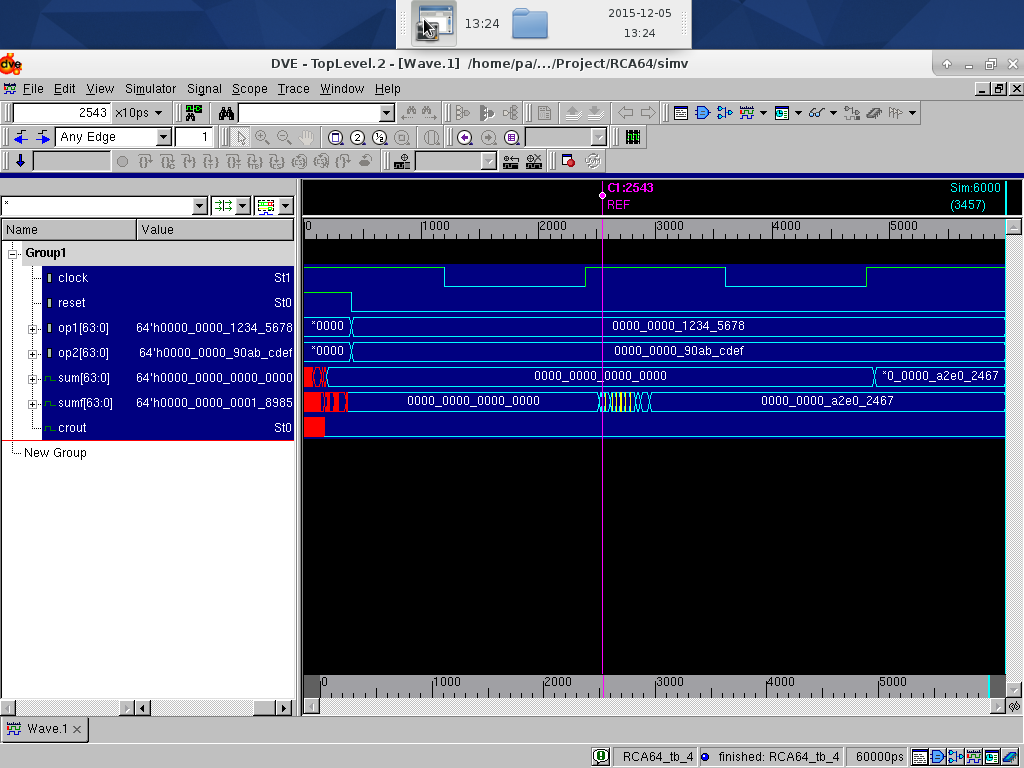 13:24
2015-12-05
13:24
dve
DVE - TopLevel.2 - [Wave.1] /home/pa/.../Project/RCA64/simv
File Edit View Simulator Signal Scope Trace Window Help
2543 x10ps
Any Edge 1
*
C1:2543
REF
Sim:6000
(3457)
Name Value
0 1000 2000 3000 4000 5000
Group1
clock St1
reset St0
op1[63:0] 64'h0000_0000_1234_5678 *0000 0000_0000_1234_5678
op2[63:0] 64'h0000_0000_90ab_cdef *0000 0000_0000_90ab_cdef
sum[63:0] 64'h0000_0000_0000_0000 0000_0000_0000_0000 *0_0000_a2e0_2467
sumf[63:0] 64'h0000_0000_0001_8985 0000_0000_0000_0000 0000_0000_a2e0_2467
crout St0
New Group
0 1000 2000 3000 4000 5000
Wave.1
RCA64_tb_4 finished: RCA64_tb_4 60000ps